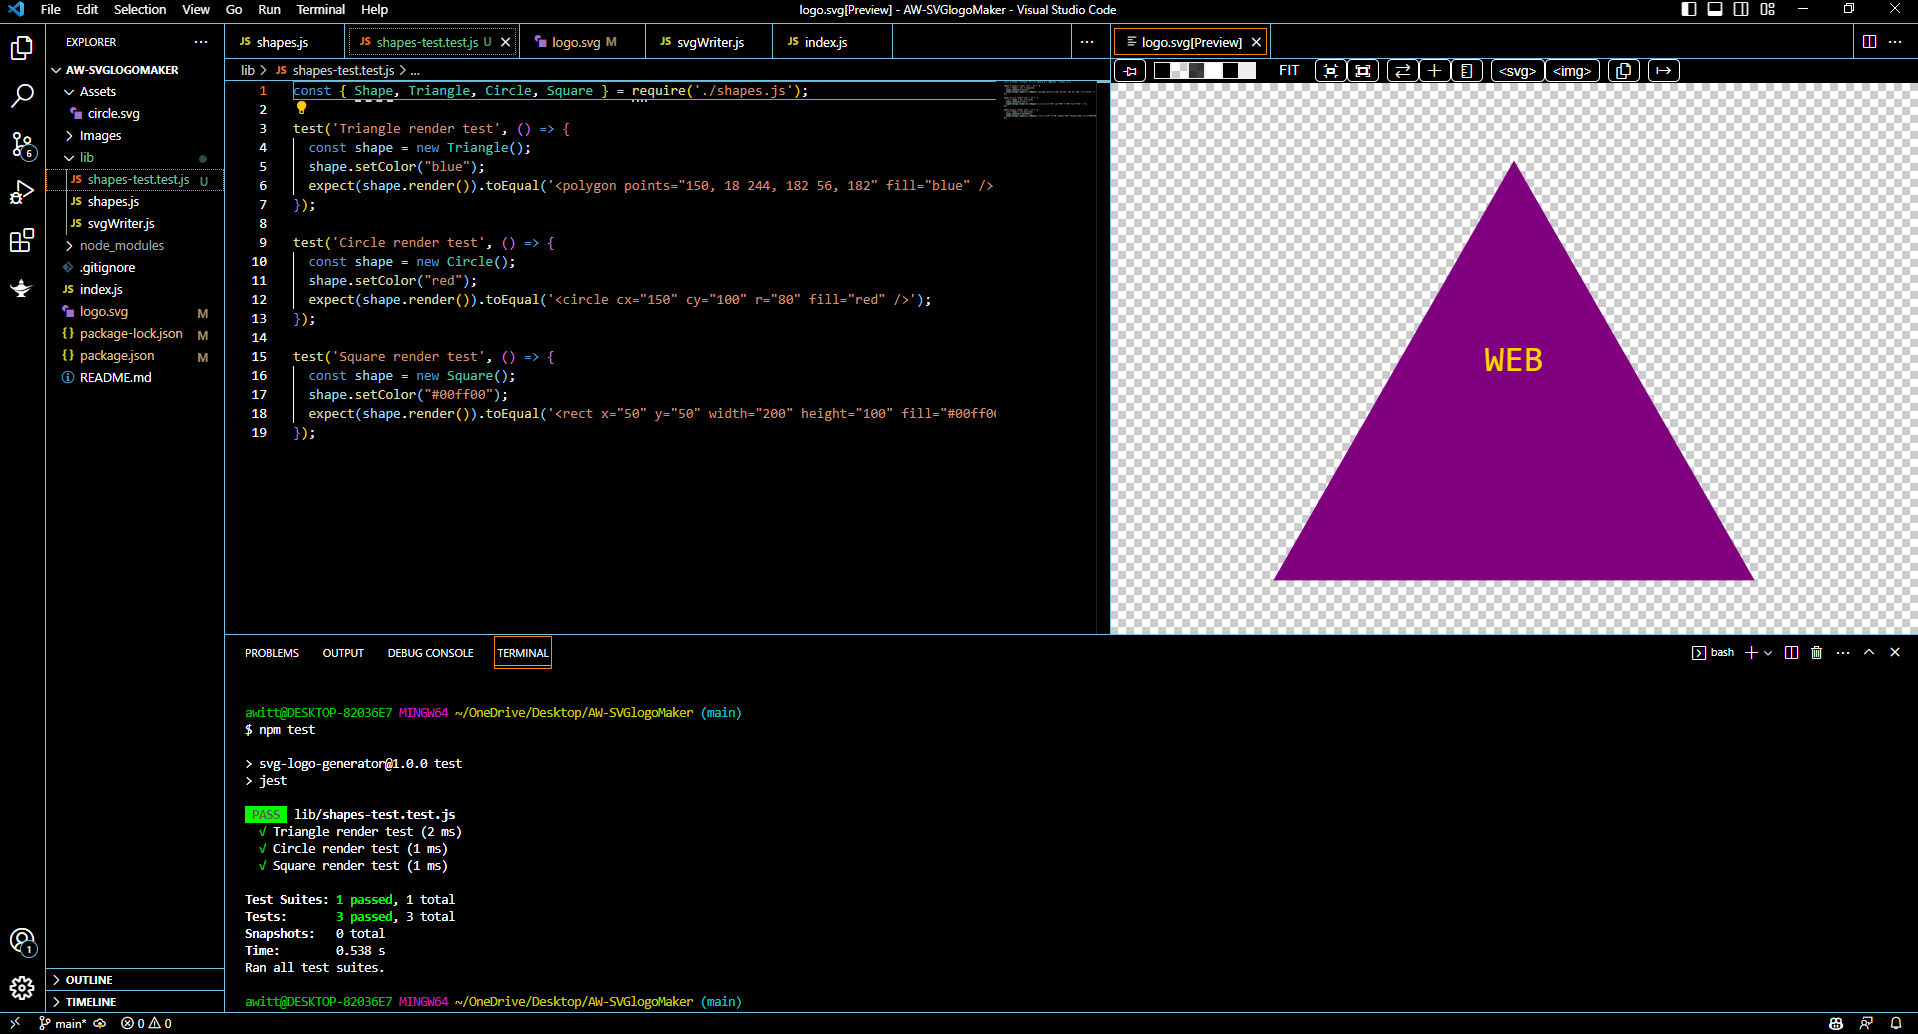 File Edit Selection View Go Run Terminal Help
logo.svg[Preview] - AW-SVGlogoMaker - Visual Studio Code
EXPLORER
AW-SVGLOGOMAKER
Assets
circle.svg
Images
lib
JS shapes-test.test.js U
JS shapes.js
JS svgWriter.js
node_modules
.gitignore
JS index.js
logo.svg M
{} package-lock.json M
{} package.json M
README.md
OUTLINE
TIMELINE
6
1
JS shapes.js
JS shapes-test.test.js U
logo.svg M
JS svgWriter.js
JS index.js
lib > JS shapes-test.test.js > ...
1 const { Shape, Triangle, Circle, Square } = require('./shapes.js');
2
3 test('Triangle render test', () => {
4 const shape = new Triangle();
5 shape.setColor("blue");
6 expect(shape.render()).toEqual('<polygon points="150, 18 244, 182 56, 182" fill="blue" />
7 });
8
9 test('Circle render test', () => {
10 const shape = new Circle();
11 shape.setColor("red");
12 expect(shape.render()).toEqual('<circle cx="150" cy="100" r="80" fill="red" />');
13 });
14
15 test('Square render test', () => {
16 const shape = new Square();
17 shape.setColor("#00ff00");
18 expect(shape.render()).toEqual('<rect x="50" y="50" width="200" height="100" fill="#00ff00
19 });
logo.svg[Preview]
FIT
<svg> <img>
WEB
PROBLEMS OUTPUT DEBUG CONSOLE TERMINAL
bash
awitt@DESKTOP-82036E7 MINGW64 ~/OneDrive/Desktop/AW-SVGlogoMaker (main)
$ npm test
> svg-logo-generator@1.0.0 test
> jest
PASS lib/shapes-test.test.js
√ Triangle render test (2 ms)
√ Circle render test (1 ms)
√ Square render test (1 ms)
Test Suites: 1 passed, 1 total
Tests: 3 passed, 3 total
Snapshots: 0 total
Time: 0.538 s
Ran all test suites.
awitt@DESKTOP-82036E7 MINGW64 ~/OneDrive/Desktop/AW-SVGlogoMaker (main)
main* 0 0